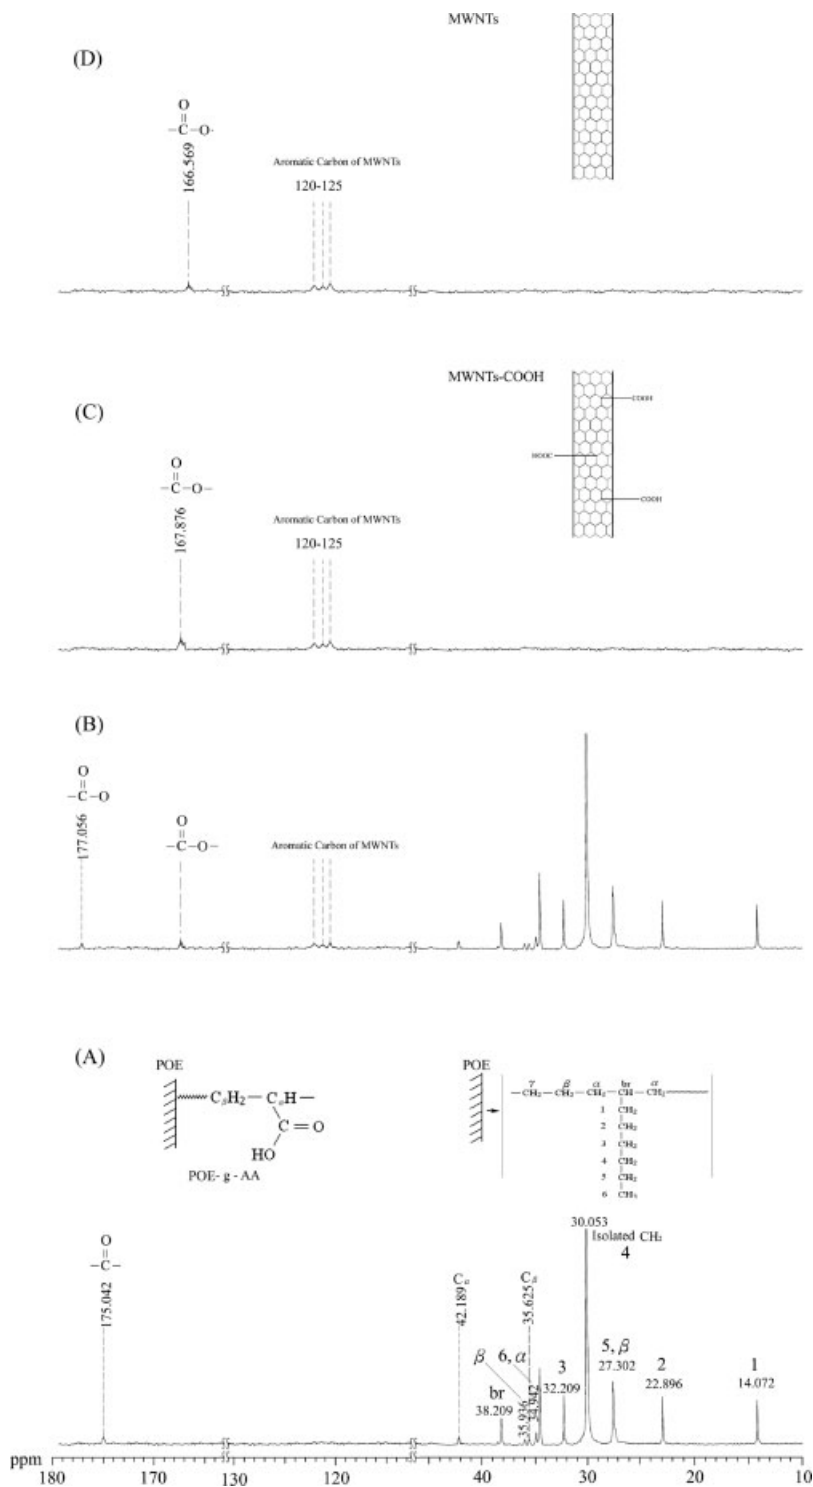 MWNTs
(D)
O
–C–O-
166.569
Aromatic Carbon of MWNTs
120-125
MWNTs-COOH
(C)
COOH
HOOC
COOH
O
–C–O–
167.876
Aromatic Carbon of MWNTs
120-125
(B)
O
–C–O
177.056
O
–C–O–
Aromatic Carbon of MWNTs
(A)
POE
CβH₂–CαH–
C=O
HO
POE- g - AA
POE
γ β α br α
–CH₂–CH₂–CH₂–CH–CH₂
1 CH₂
2 CH₂
3 CH₂
4 CH₂
5 CH₂
6 CH₃
O
–C–
175.042
Cα
42.189
Cβ
35.625
30.053
Isolated CH₂
4
β
6, α
br
38.209
35.936
34.942
3
32.209
5, β
27.302
2
22.896
1
14.072
ppm
180 170 130 120 40 30 20 10